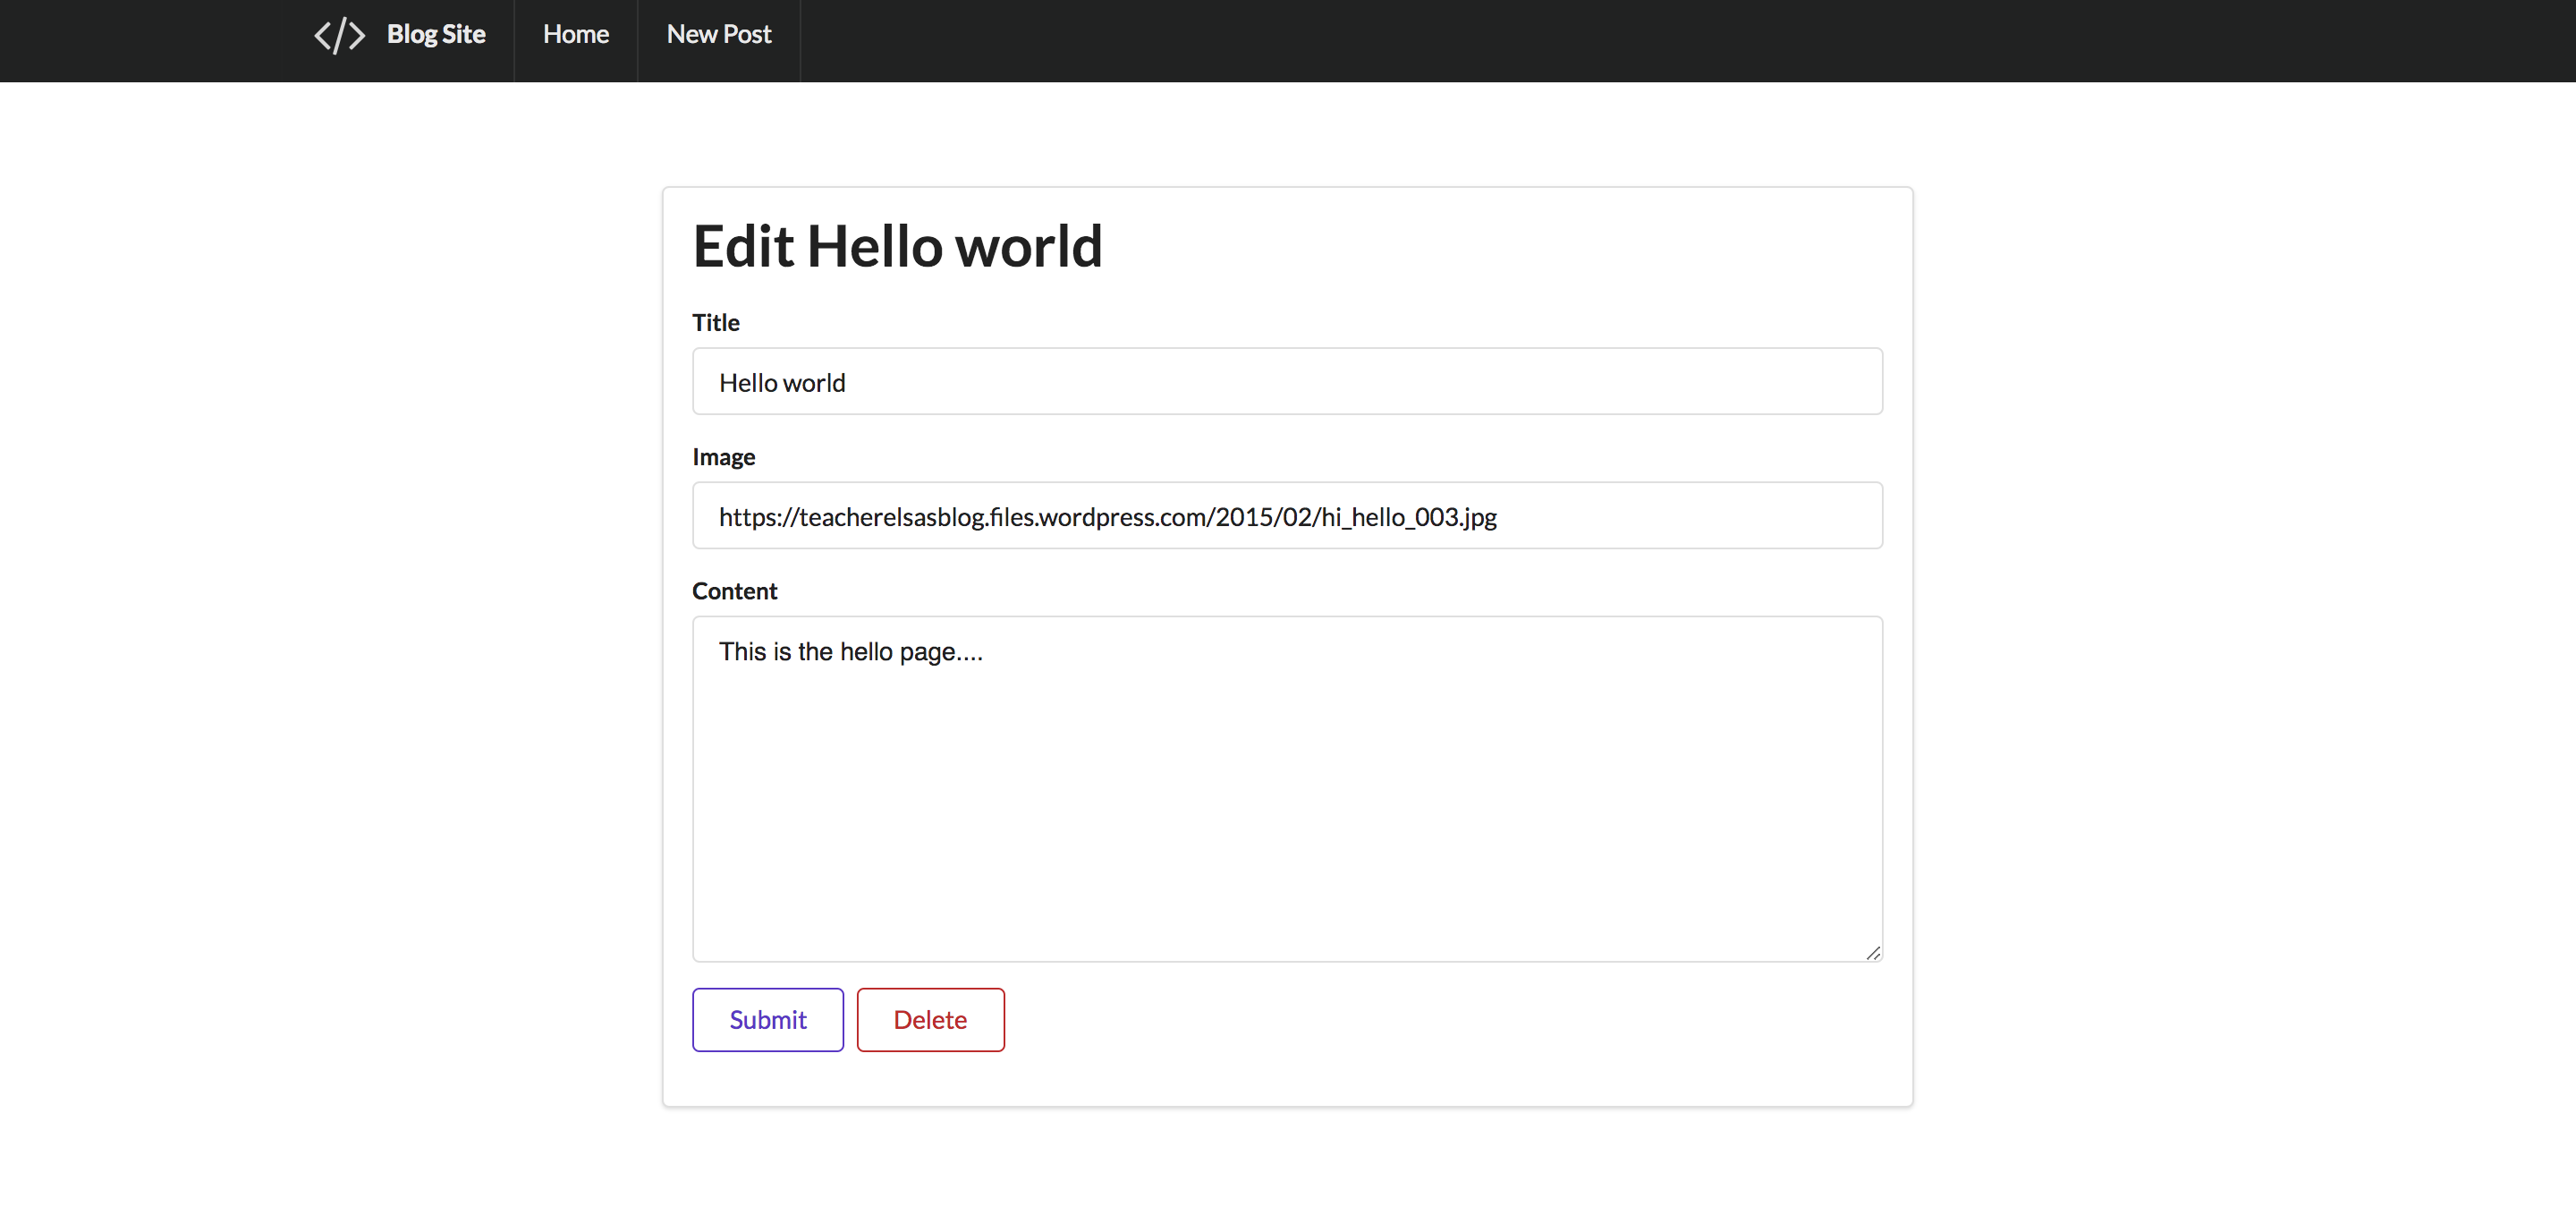 </> Blog Site Home New Post
Edit Hello world
Title
Hello world
Image
https://teacherelsasblog.files.wordpress.com/2015/02/hi_hello_003.jpg
Content
This is the hello page....
Submit Delete